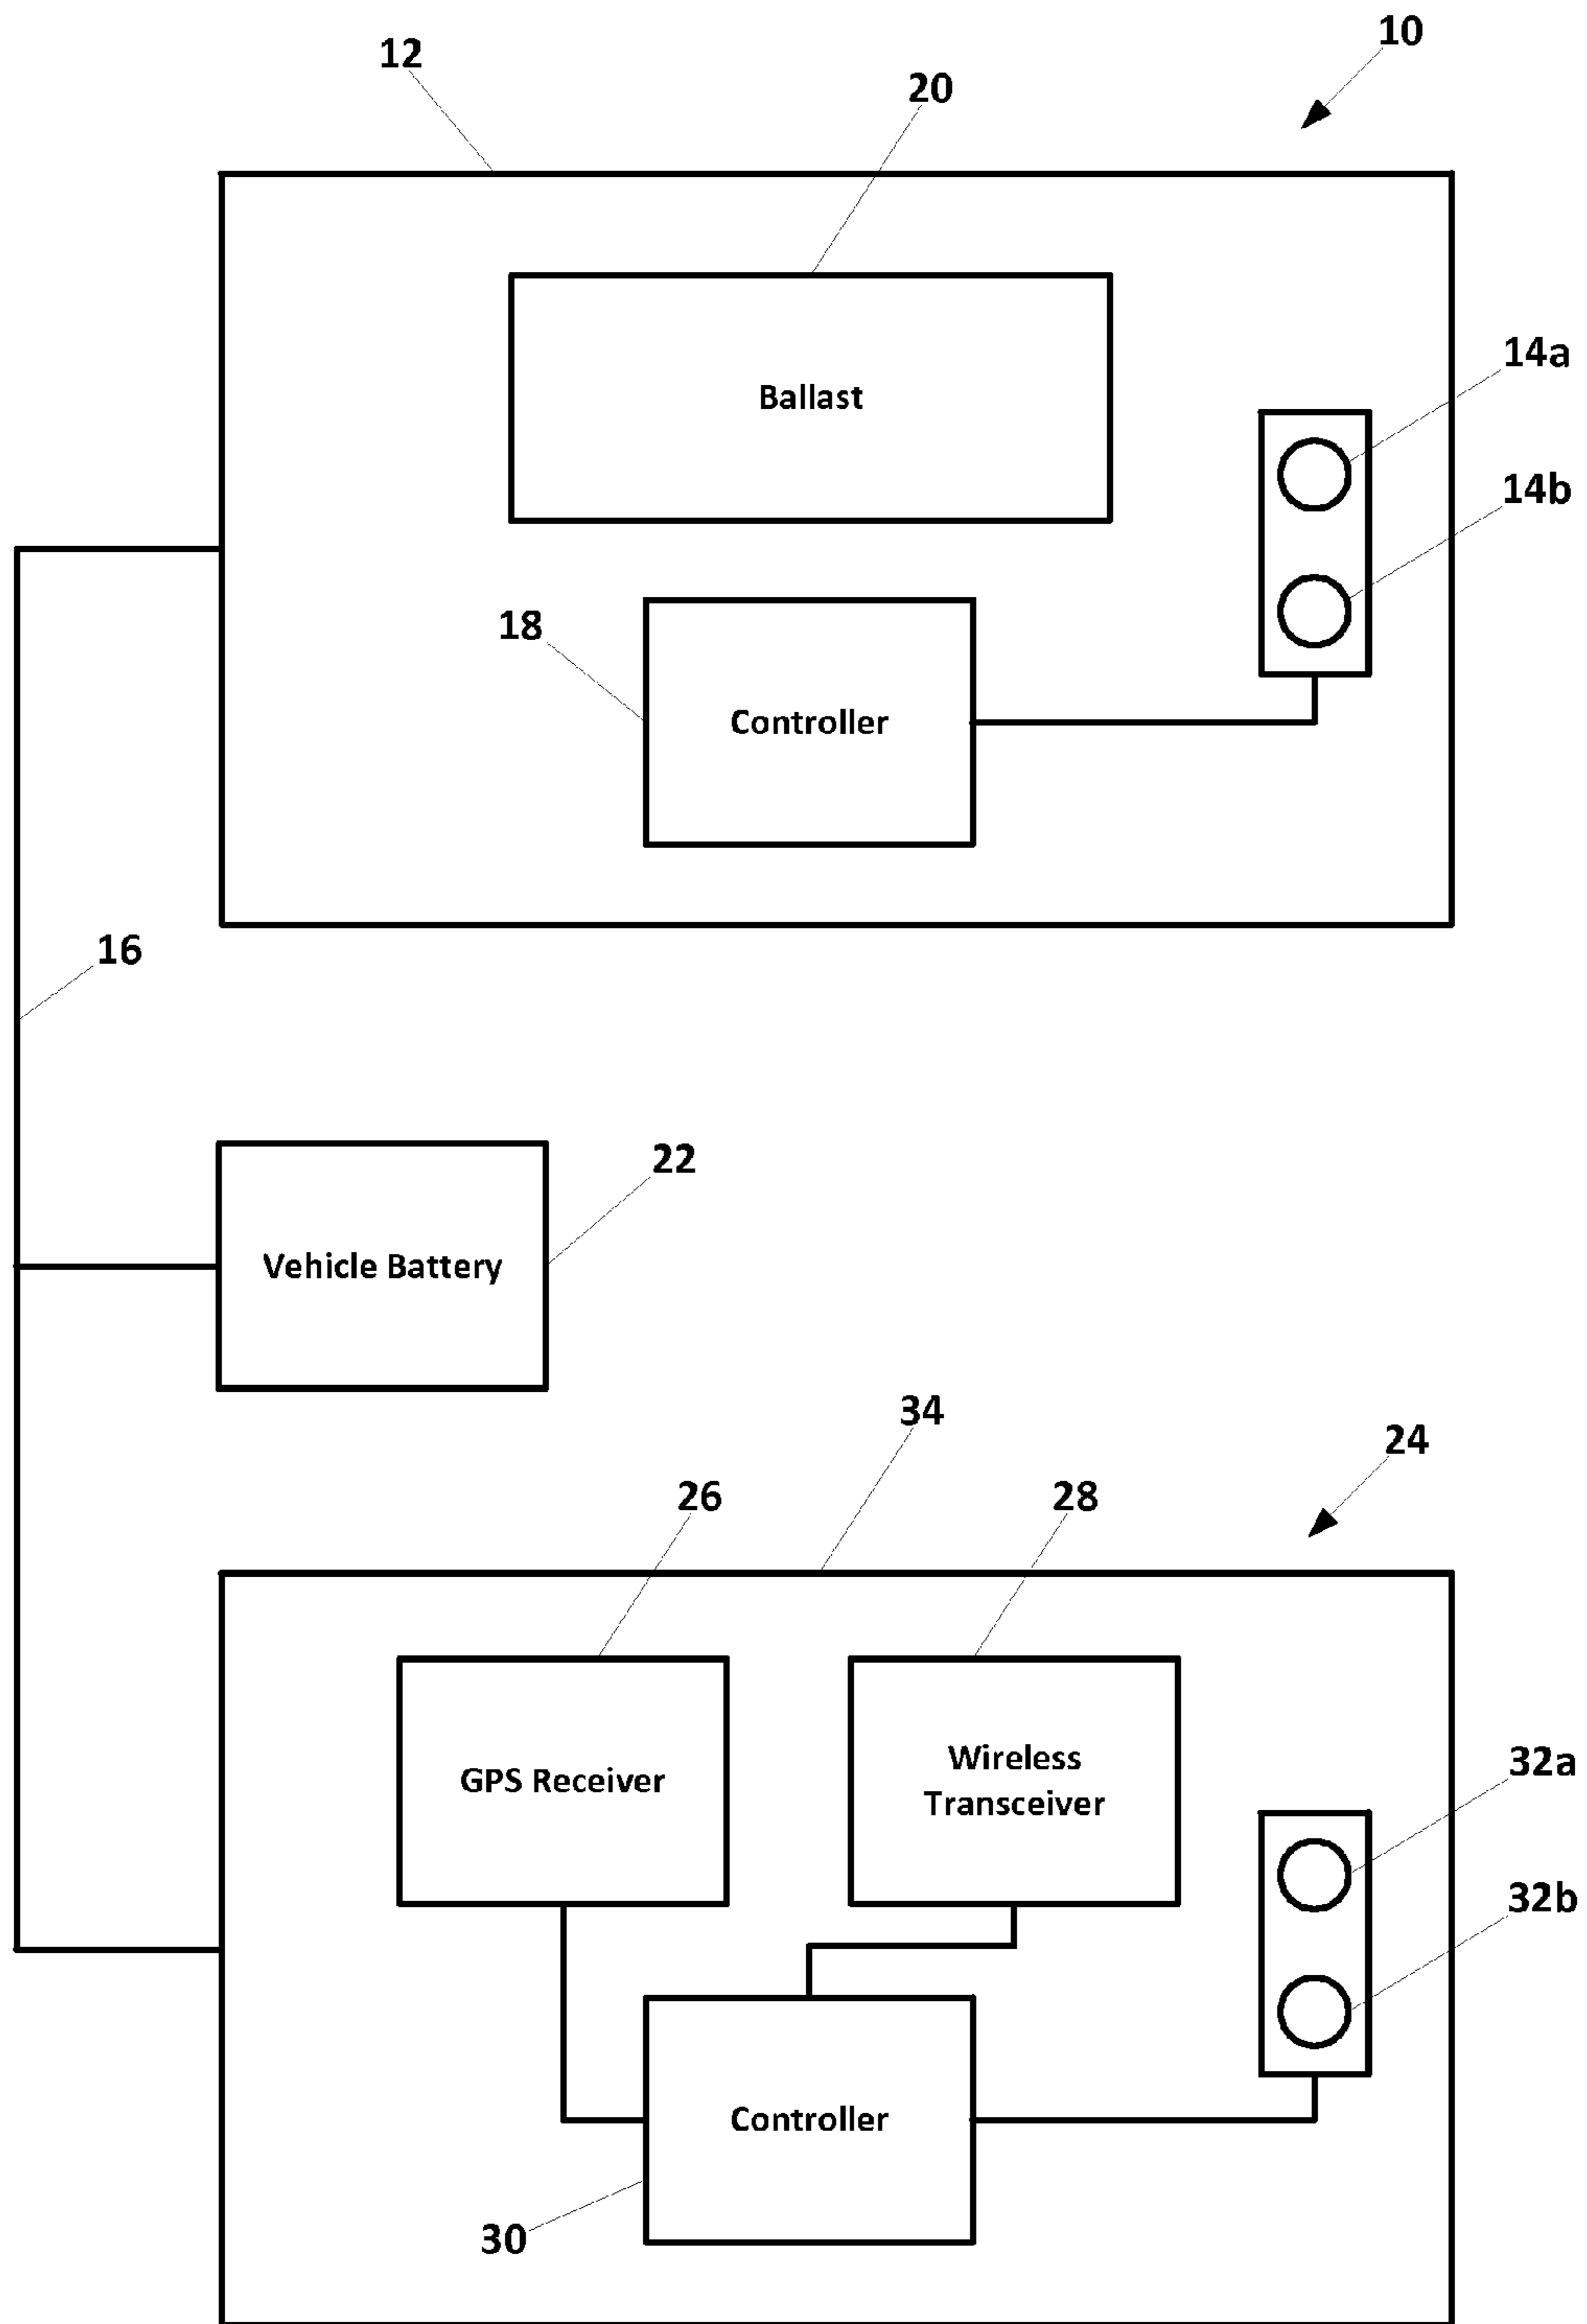 10
12
20
Ballast
14a
14b
18
Controller
16
22
Vehicle Battery
34
24
26
28
GPS Receiver
Wireless
Transceiver
32a
32b
Controller
30